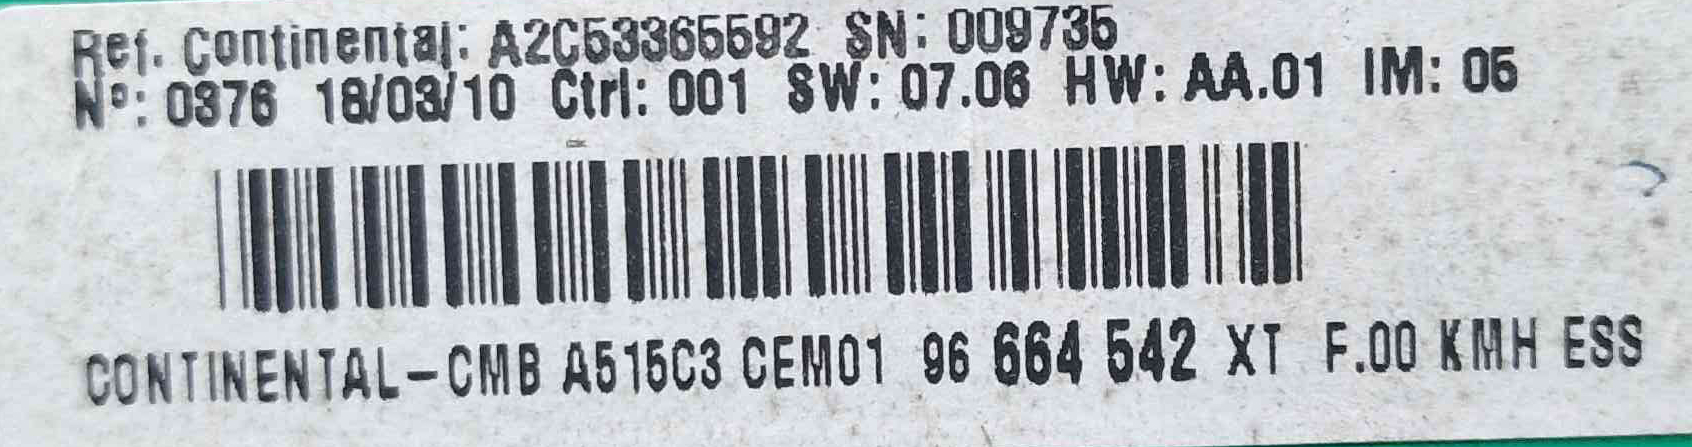 Ref. Continental: A2C53365592 SN: 009735
Nº: 0376 18/03/10 Ctrl: 001 SW: 07.06 HW: AA.01 IM: 05
CONTINENTAL-CMB A515C3 CEM01 96 664 542 XT F.00 KMH ESS